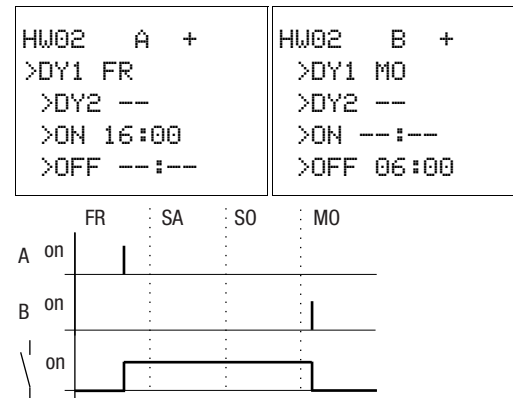 HW02 A +
>DY1 FR
>DY2 --
>ON 16:00
>OFF --:--
HW02 B +
>DY1 MO
>DY2 --
>ON --:--
>OFF 06:00
FR SA SO MO
A on
B on
on